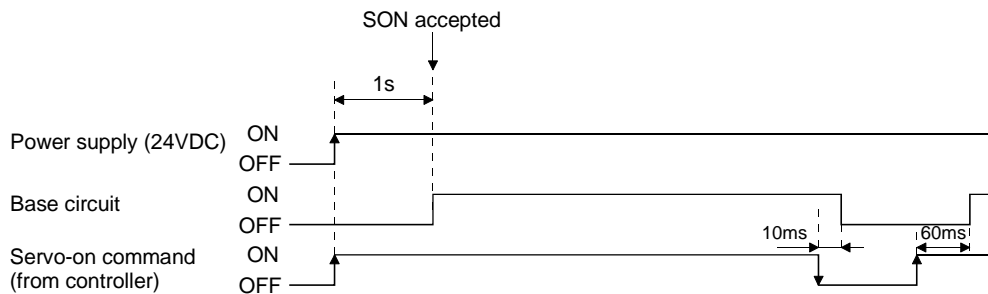 SON accepted
1s
Power supply (24VDC)
ON
OFF
Base circuit
ON
OFF
10ms
60ms
Servo-on command
(from controller)
ON
OFF